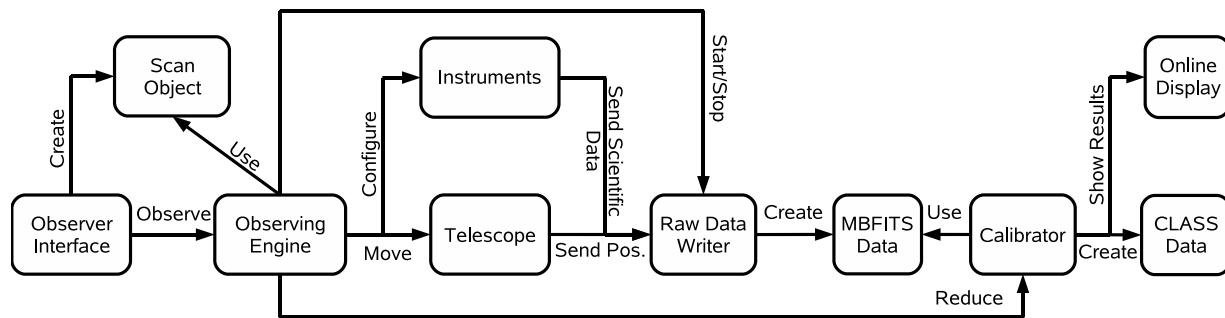 Scan
Object
Instruments
Online
Display
Create
Use
Configure
Send Scientific
Data
Start/Stop
Show Results
Observer
Interface
Observe
Observing
Engine
Move
Telescope
Send Pos.
Raw Data
Writer
Create
MBFITS
Data
Use
Calibrator
Create
CLASS
Data
Reduce